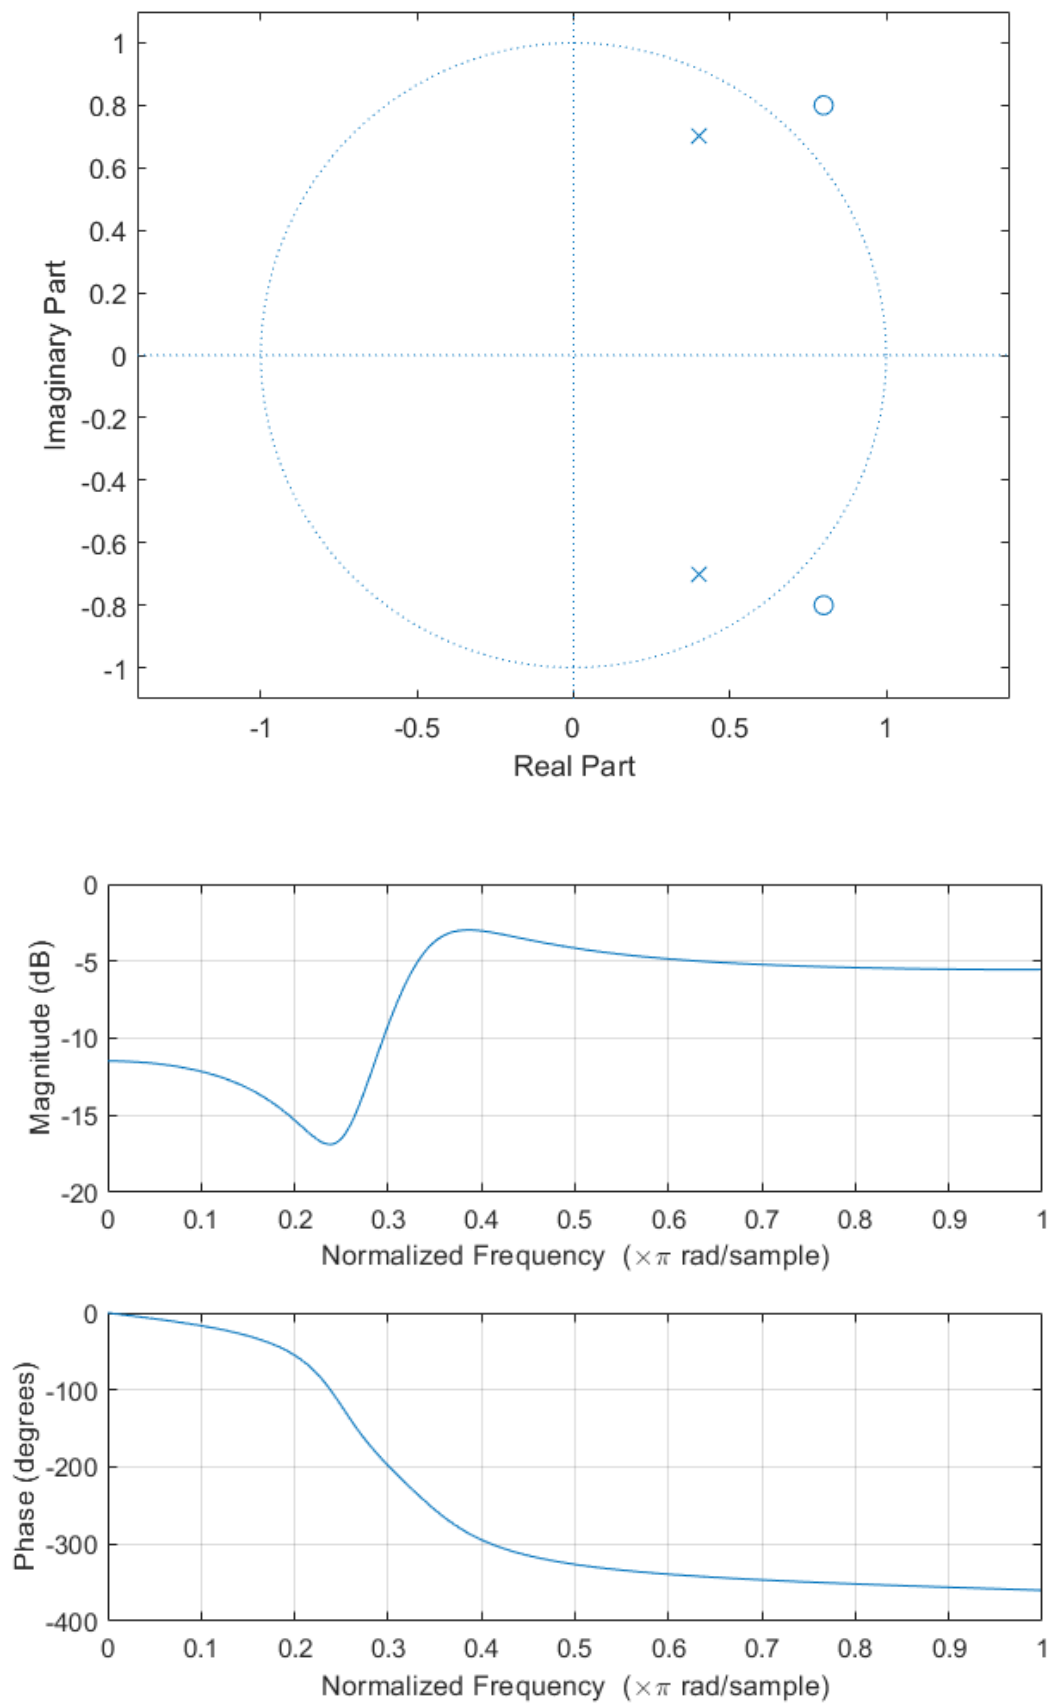 1
0.8
0.6
0.4
0.2
0
-0.2
-0.4
-0.6
-0.8
-1
Imaginary Part
-1 -0.5 0 0.5 1
Real Part
0
-5
-10
-15
-20
Magnitude (dB)
0 0.1 0.2 0.3 0.4 0.5 0.6 0.7 0.8 0.9 1
Normalized Frequency (×π rad/sample)
0
-100
-200
-300
-400
Phase (degrees)
0 0.1 0.2 0.3 0.4 0.5 0.6 0.7 0.8 0.9 1
Normalized Frequency (×π rad/sample)